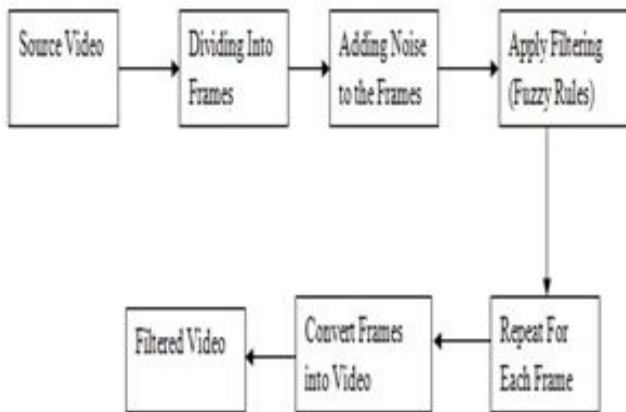 Source Video
Dividing Into
Frames
Adding Noise
to the Frames
Apply Filtering
(Fuzzy Rules)
Repeat For
Each Frame
Convert Frames
into Video
Filtered Video